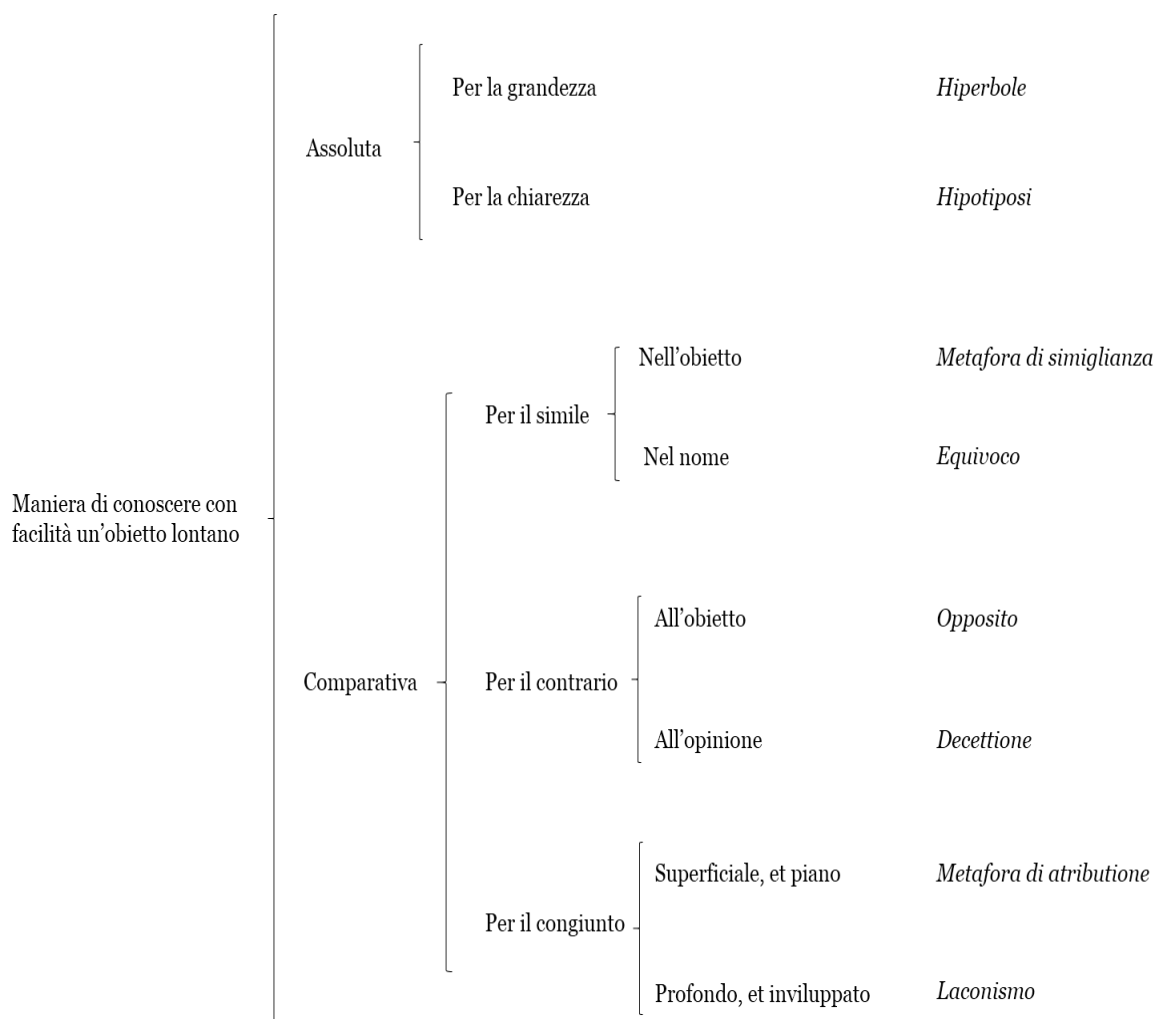 Per la grandezza
Hiperbole
Assoluta
Per la chiarezza
Hipotiposi
Nell’obietto
Metafora di simiglianza
Per il simile
Nel nome
Equivoco
Maniera di conoscere con
facilità un’obietto lontano
All’obietto
Opposito
Comparativa
Per il contrario
All’opinione
Decettione
Superficiale, et piano
Metafora di atributione
Per il congiunto
Profondo, et inviluppato
Laconismo